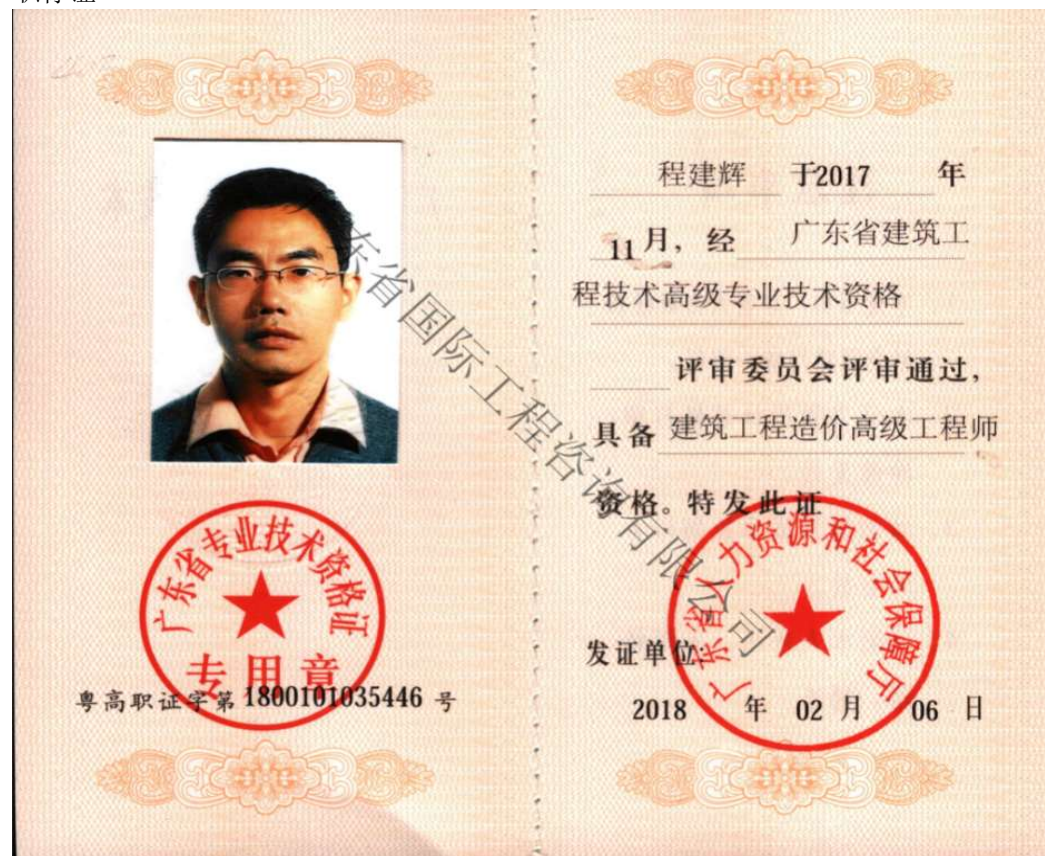 粤高职证字第 1800101035446 号
广东省专业技术资格证
专用章
程建辉 于2017 年
11月，经 广东省建筑工
程技术高级专业技术资格
评审委员会评审通过，
具备 建筑工程造价高级工程师
资格。特发此证
发证单位:
广东省人力资源和社会保障厅
2018 年 02 月 06 日
东省国际工程咨询有限公司